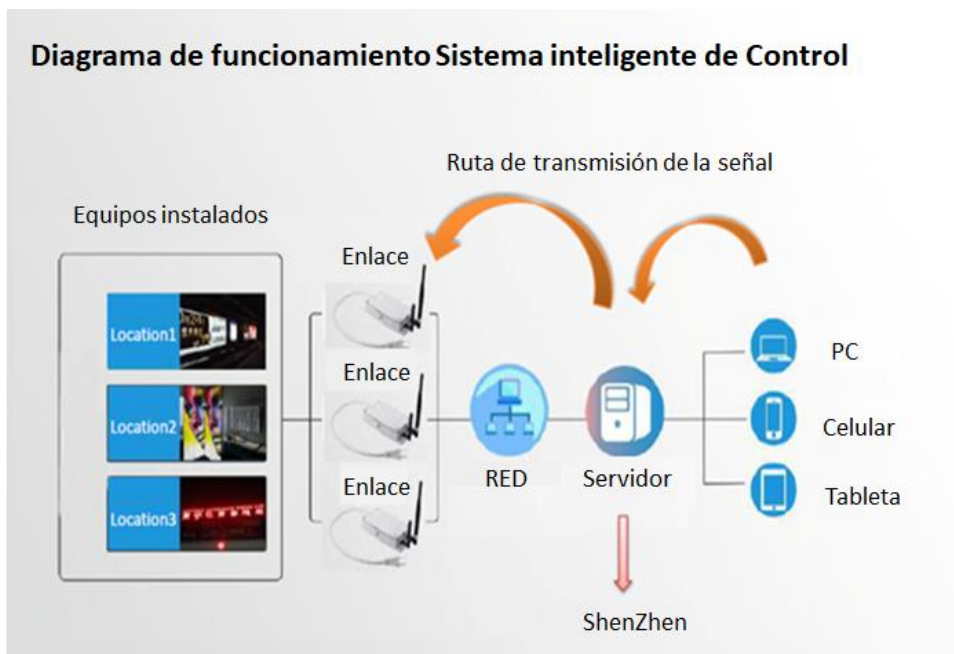 Diagrama de funcionamiento Sistema inteligente de Control
Ruta de transmisión de la señal
Equipos instalados
Enlace
Location1
PC
Enlace
Location2
Celular
RED
Servidor
Enlace
Tableta
Location3
ShenZhen